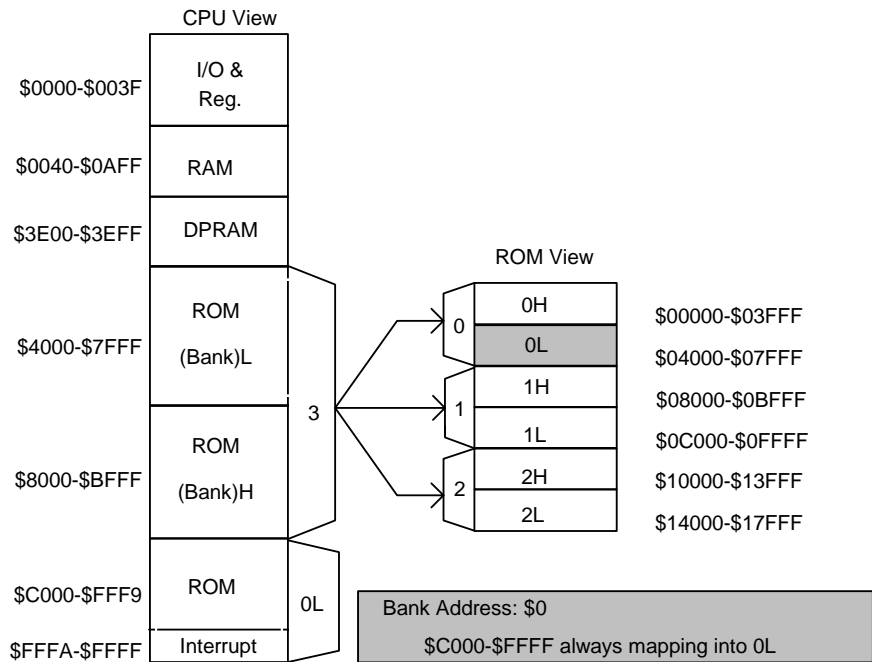 CPU View
$0000-$003F
I/O &
Reg.
$0040-$0AFF
RAM
$3E00-$3EFF
DPRAM
$4000-$7FFF
ROM
(Bank)L
$8000-$BFFF
ROM
(Bank)H
3
$C000-$FFF9
ROM
0L
$FFFA-$FFFF
Interrupt
ROM View
0
0H
$00000-$03FFF
0L
$04000-$07FFF
1
1H
$08000-$0BFFF
1L
$0C000-$0FFFF
2
2H
$10000-$13FFF
2L
$14000-$17FFF
Bank Address: $0
$C000-$FFFF always mapping into 0L